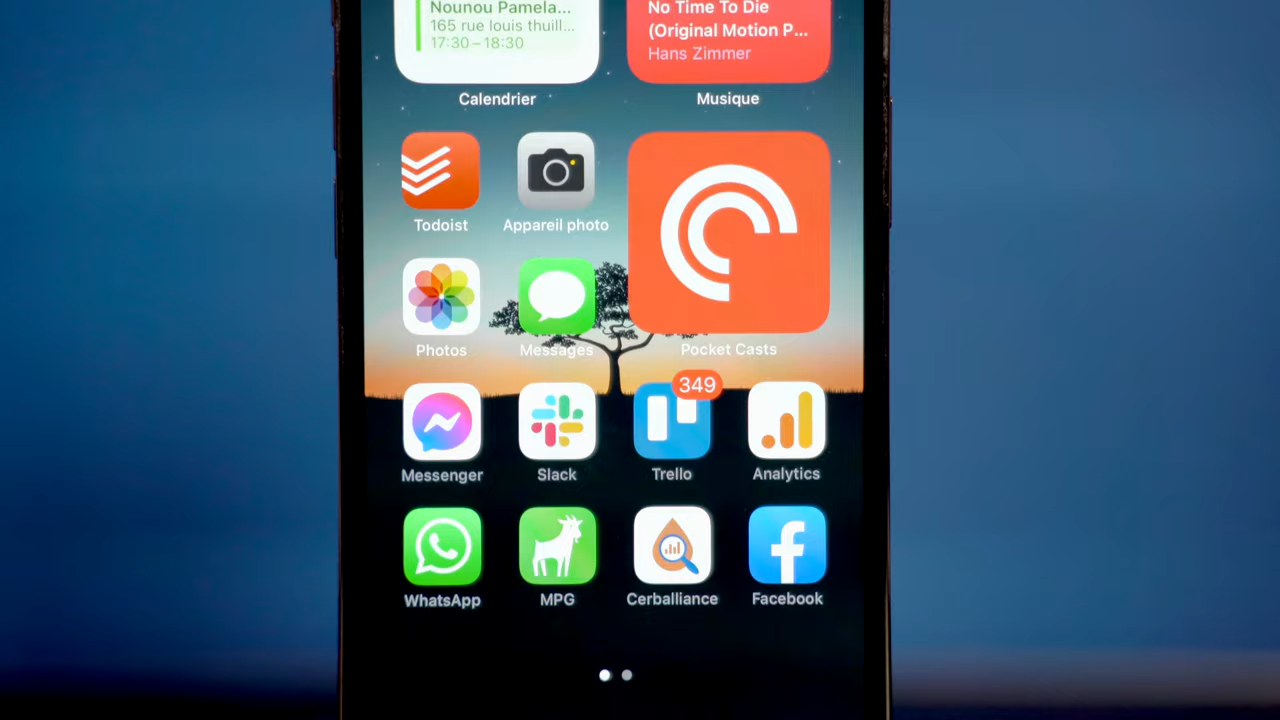 Nounou Pamela...
165 rue louis thuill...
17:30 – 18:30
No Time To Die
(Original Motion P...
Hans Zimmer
Calendrier
Musique
Todoist
Appareil photo
Photos
Messages
Pocket Casts
349
Messenger
Slack
Trello
Analytics
WhatsApp
MPG
Cerballiance
Facebook